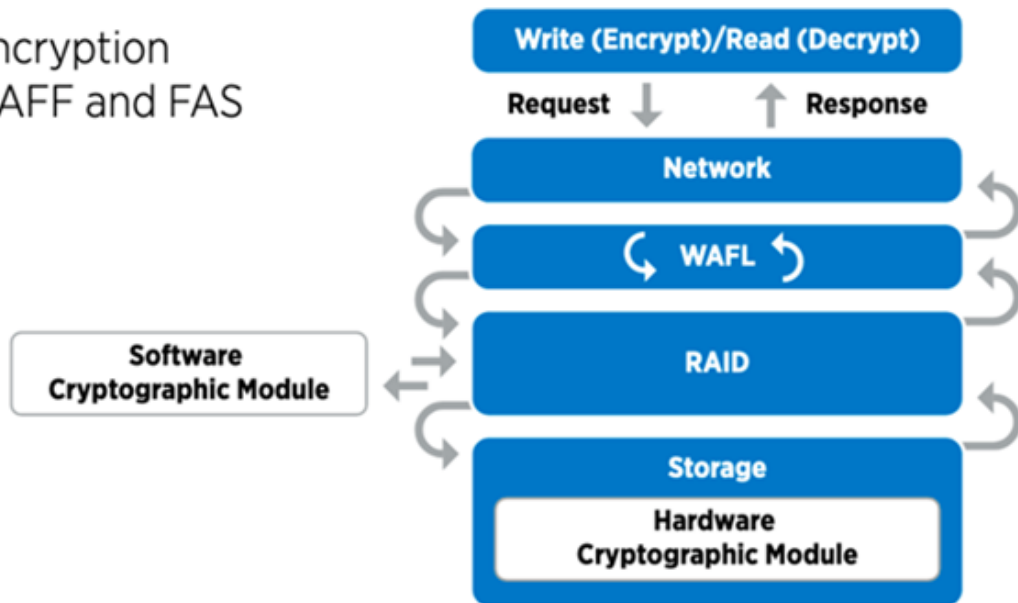 ncryption
AFF and FAS
Write (Encrypt)/Read (Decrypt)
Request
Response
Network
WAFL
RAID
Software
Cryptographic Module
Storage
Hardware
Cryptographic Module